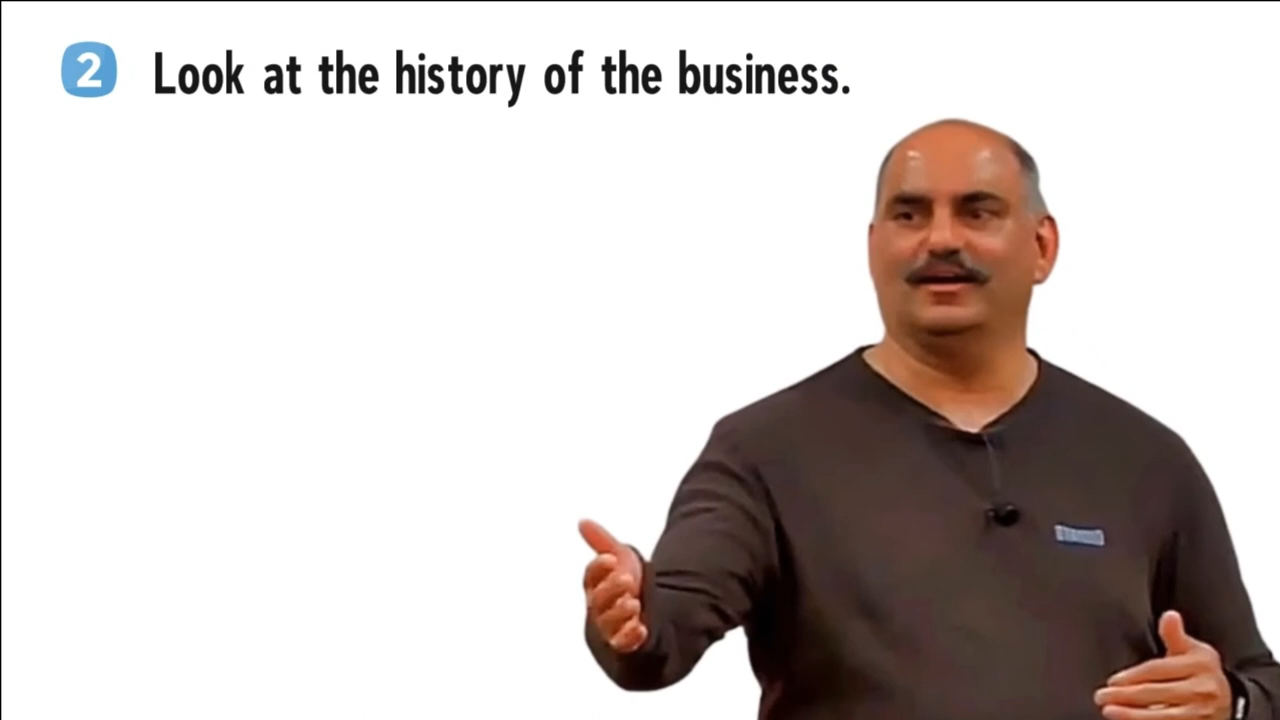 2 Look at the history of the business.